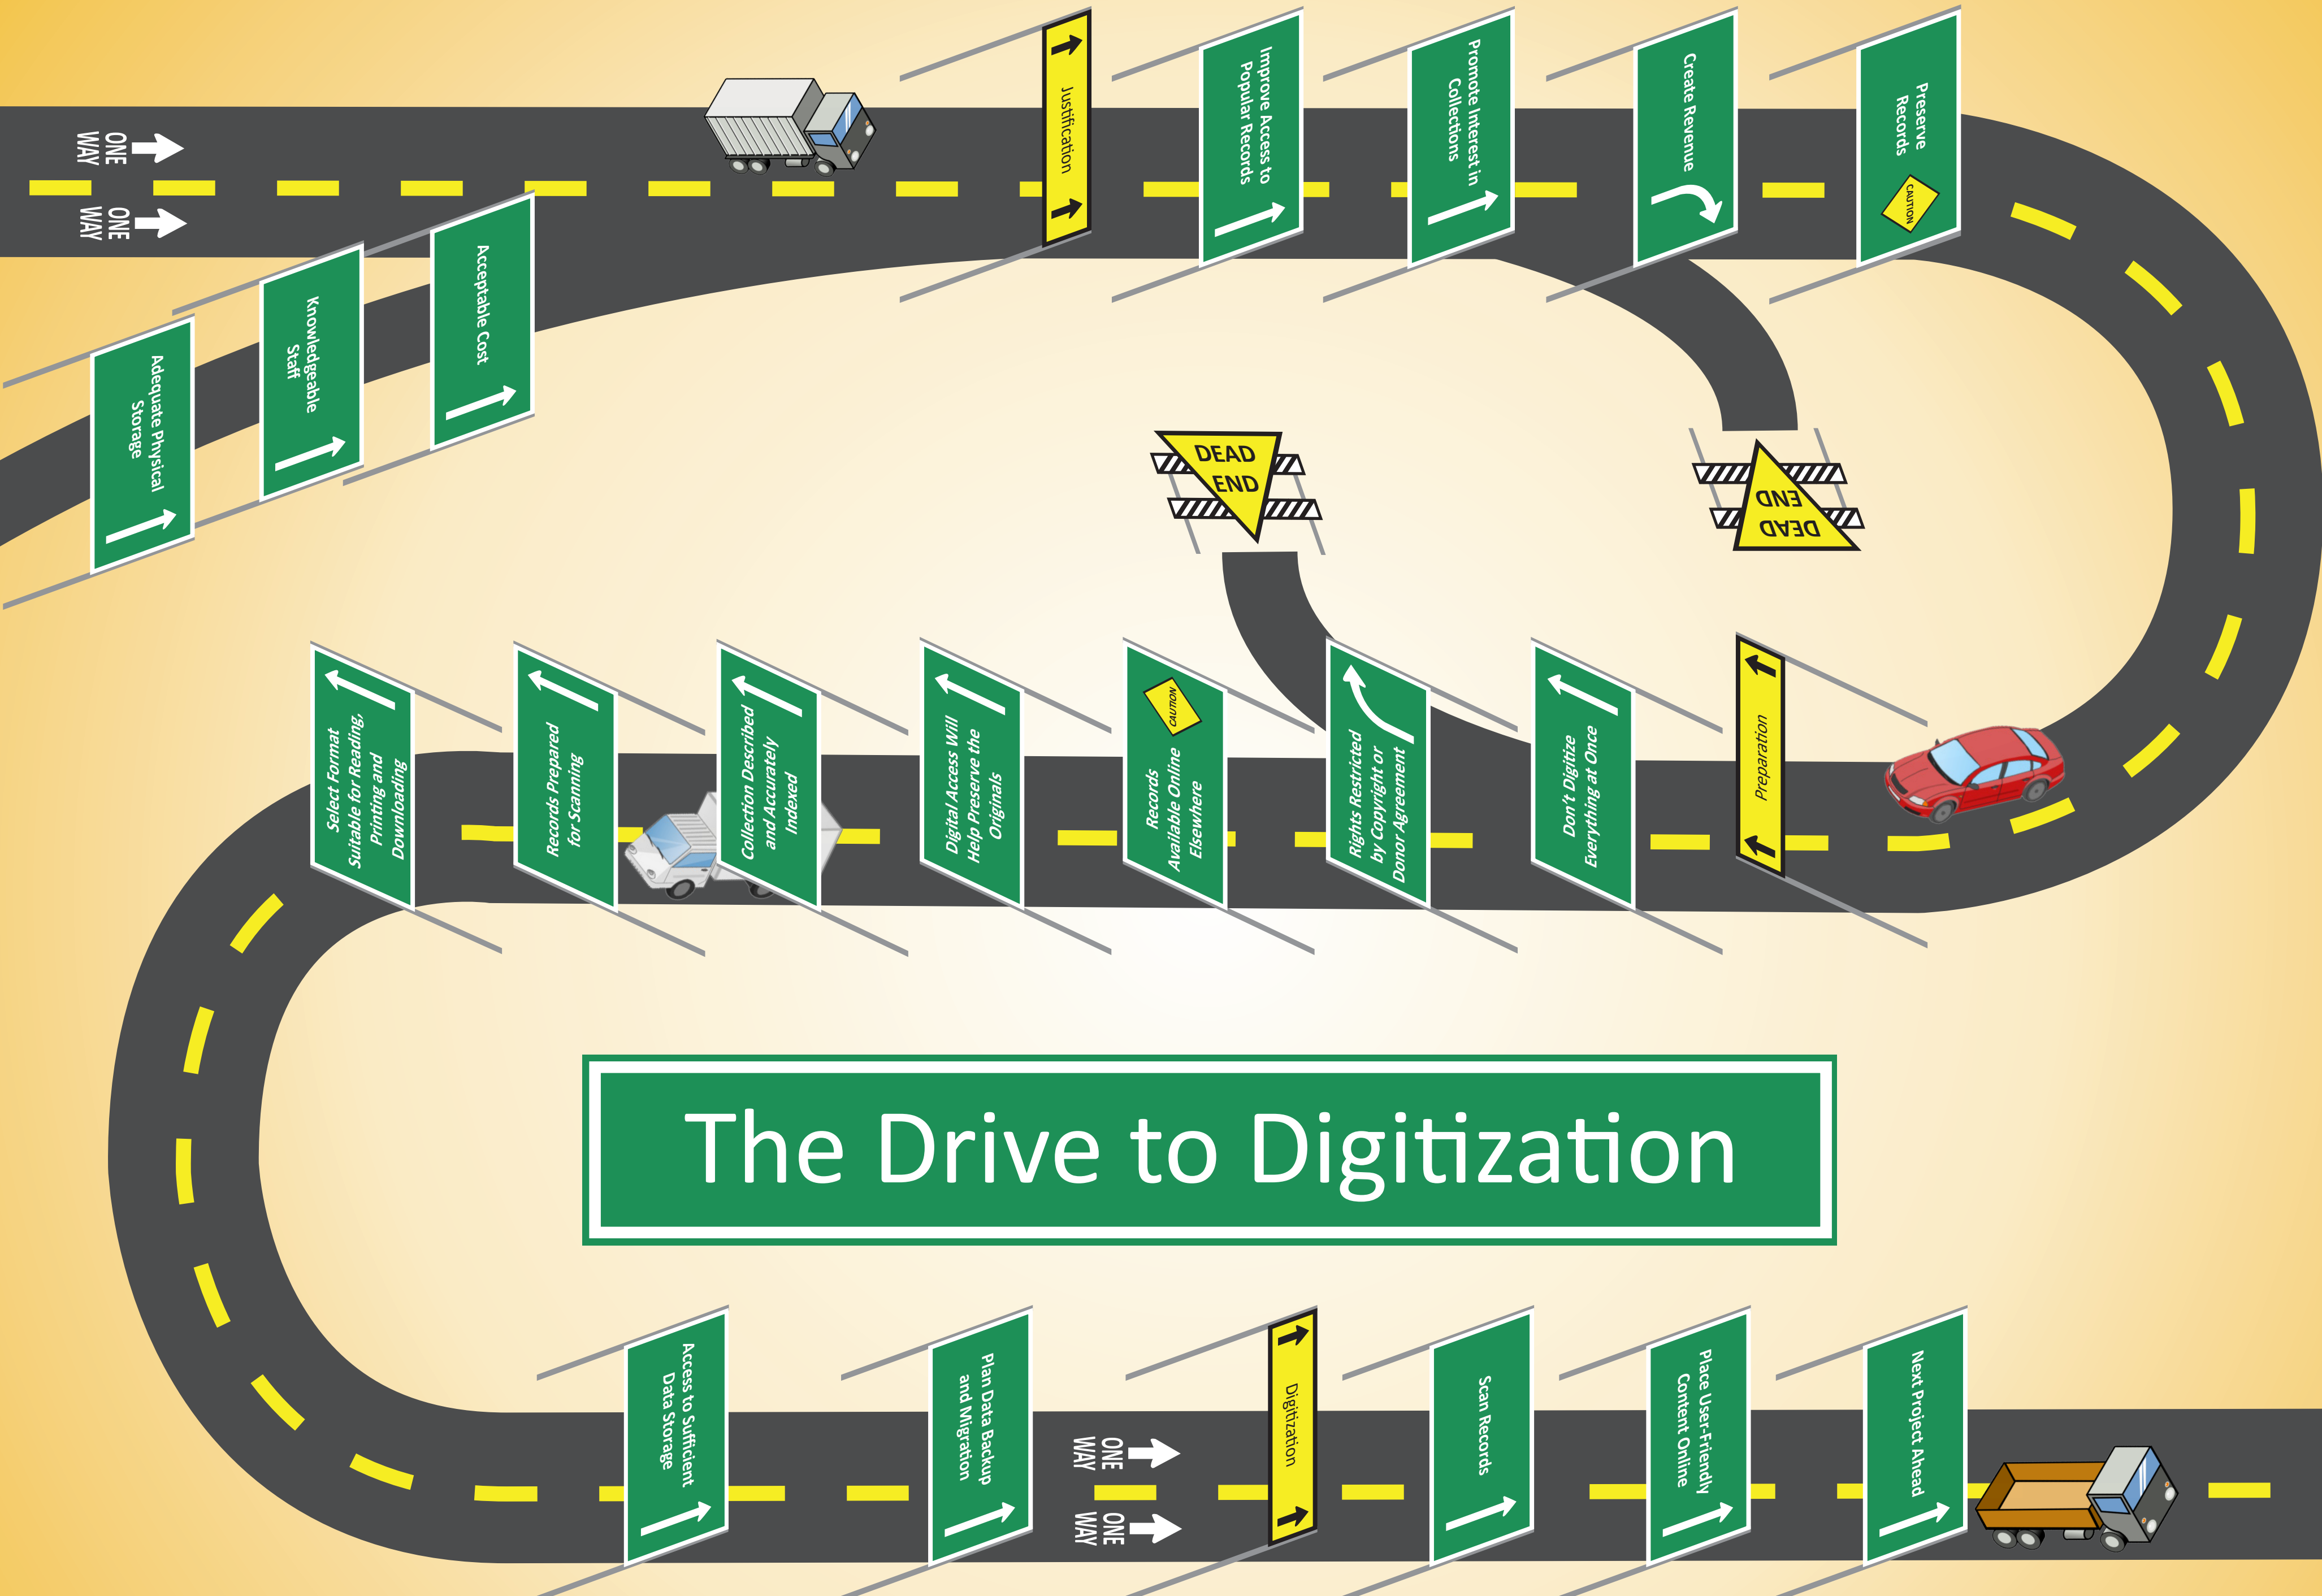 ONE
WAY
ONE
WAY
Adequate Physical
Storage
Knowledgeable
Staff
Acceptable Cost
Justification
Improve Access to
Popular Records
Promote Interest in
Collections
Create Revenue
DEAD
END
Preserve
Records
CAUTION
Preparation
Don't Digitize
Everything at Once
Rights Restricted
by Copyright or
Donor Agreement
DEAD
END
Records
Available Online
Elsewhere
CAUTION
Digital Access Will
Help Preserve the
Originals
Collection Described
and Accurately
Indexed
Records Prepared
for Scanning
Select Format
Suitable for Reading,
Printing and
Downloading
The Drive to Digitization
Access to Sufficient
Data Storage
Plan Data Backup
and Migration
ONE
WAY
ONE
WAY
Digitization
Scan Records
Place User-Friendly
Content Online
Next Project Ahead